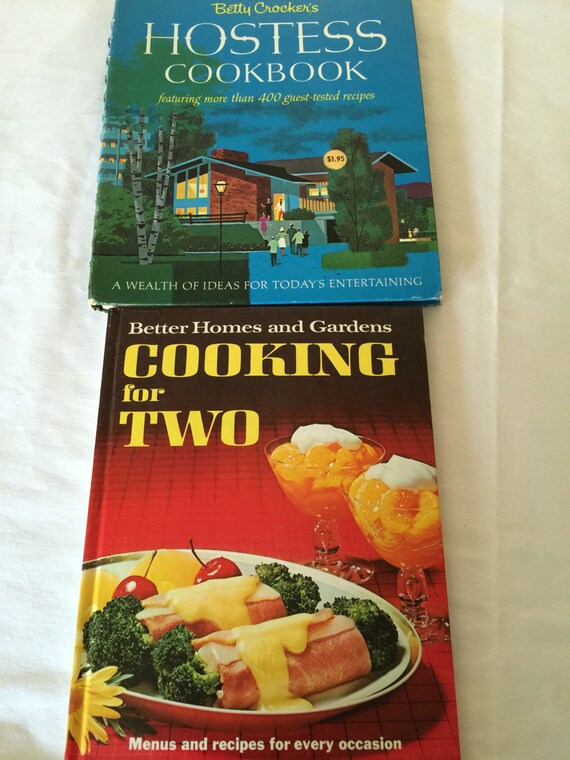 Betty Crocker's
HOSTESS
COOKBOOK
featuring more than 400 guest-tested recipes
$1.95
A WEALTH OF IDEAS FOR TODAY'S ENTERTAINING
Better Homes and Gardens
COOKING
for
TWO
Menus and recipes for every occasion